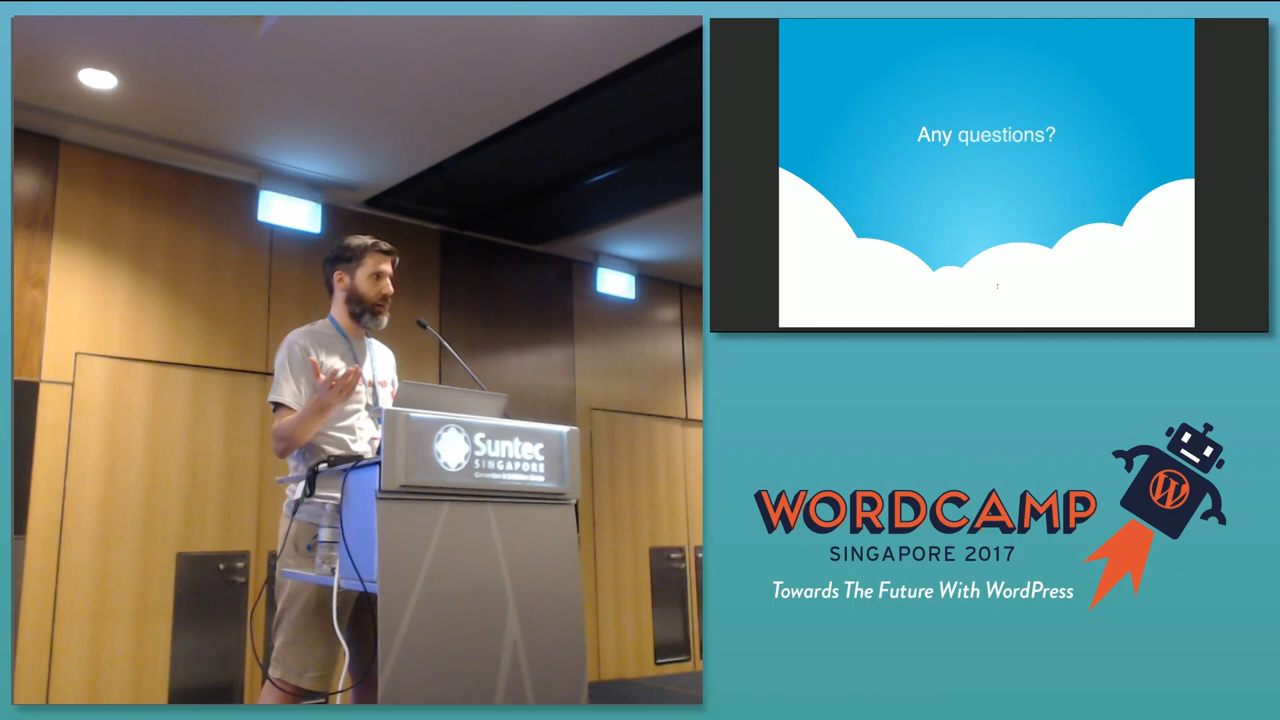 Any questions?
Suntec
SINGAPORE
WORDCAMP
SINGAPORE 2017
Towards The Future With WordPress